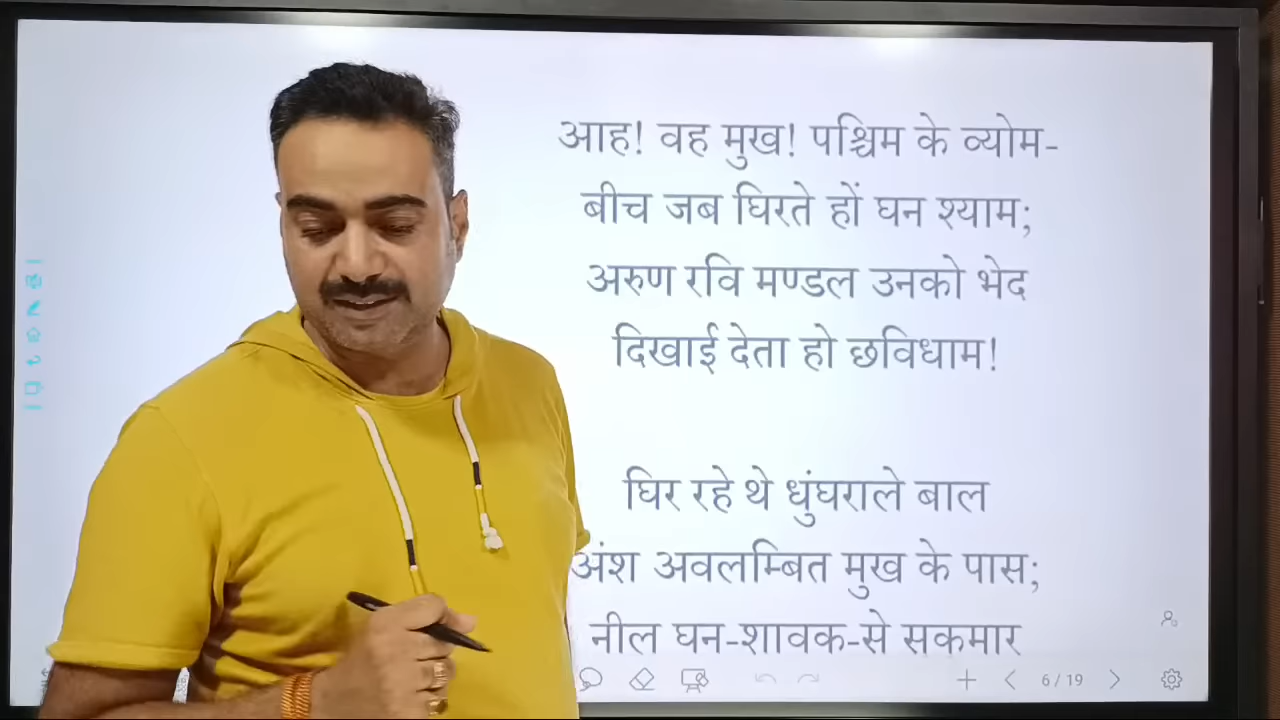 आह! वह मुख! पश्चिम के व्योम-
बीच जब घिरते हों घन श्याम;
अरुण रवि मण्डल उनको भेद
दिखाई देता हो छविधाम!
घिर रहे थे धुंघराले बाल
अंश अवलम्बित मुख के पास;
नील घन-शावक-से सकमार
6/19